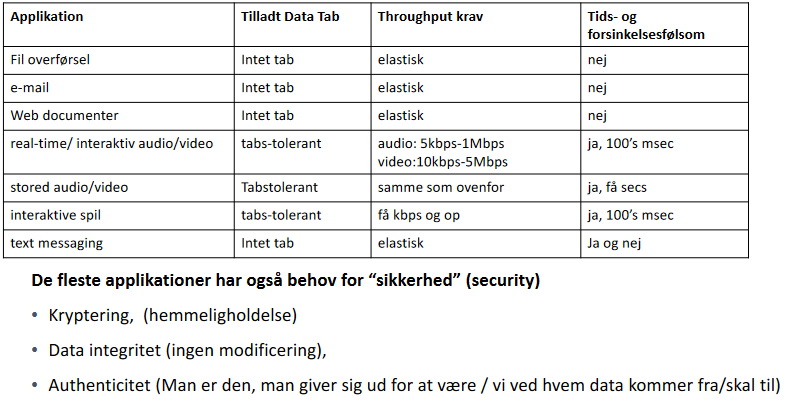 Applikation Tilladt Data Tab Throughput krav Tids- og
forsinkelsesfølsom
Fil overførsel Intet tab elastisk nej
e-mail Intet tab elastisk nej
Web documenter Intet tab elastisk nej
real-time/ interaktiv audio/video tabs-tolerant audio: 5kbps-1Mbps ja, 100’s msec
video:10kbps-5Mbps
stored audio/video Tabstolerant samme som ovenfor ja, få secs
interaktive spil tabs-tolerant få kbps og op ja, 100’s msec
text messaging Intet tab elastisk Ja og nej
De fleste applikationer har også behov for “sikkerhed” (security)
• Kryptering, (hemmeligholdelse)
• Data integritet (ingen modificering),
• Authenticitet (Man er den, man giver sig ud for at være / vi ved hvem data kommer fra/skal til)